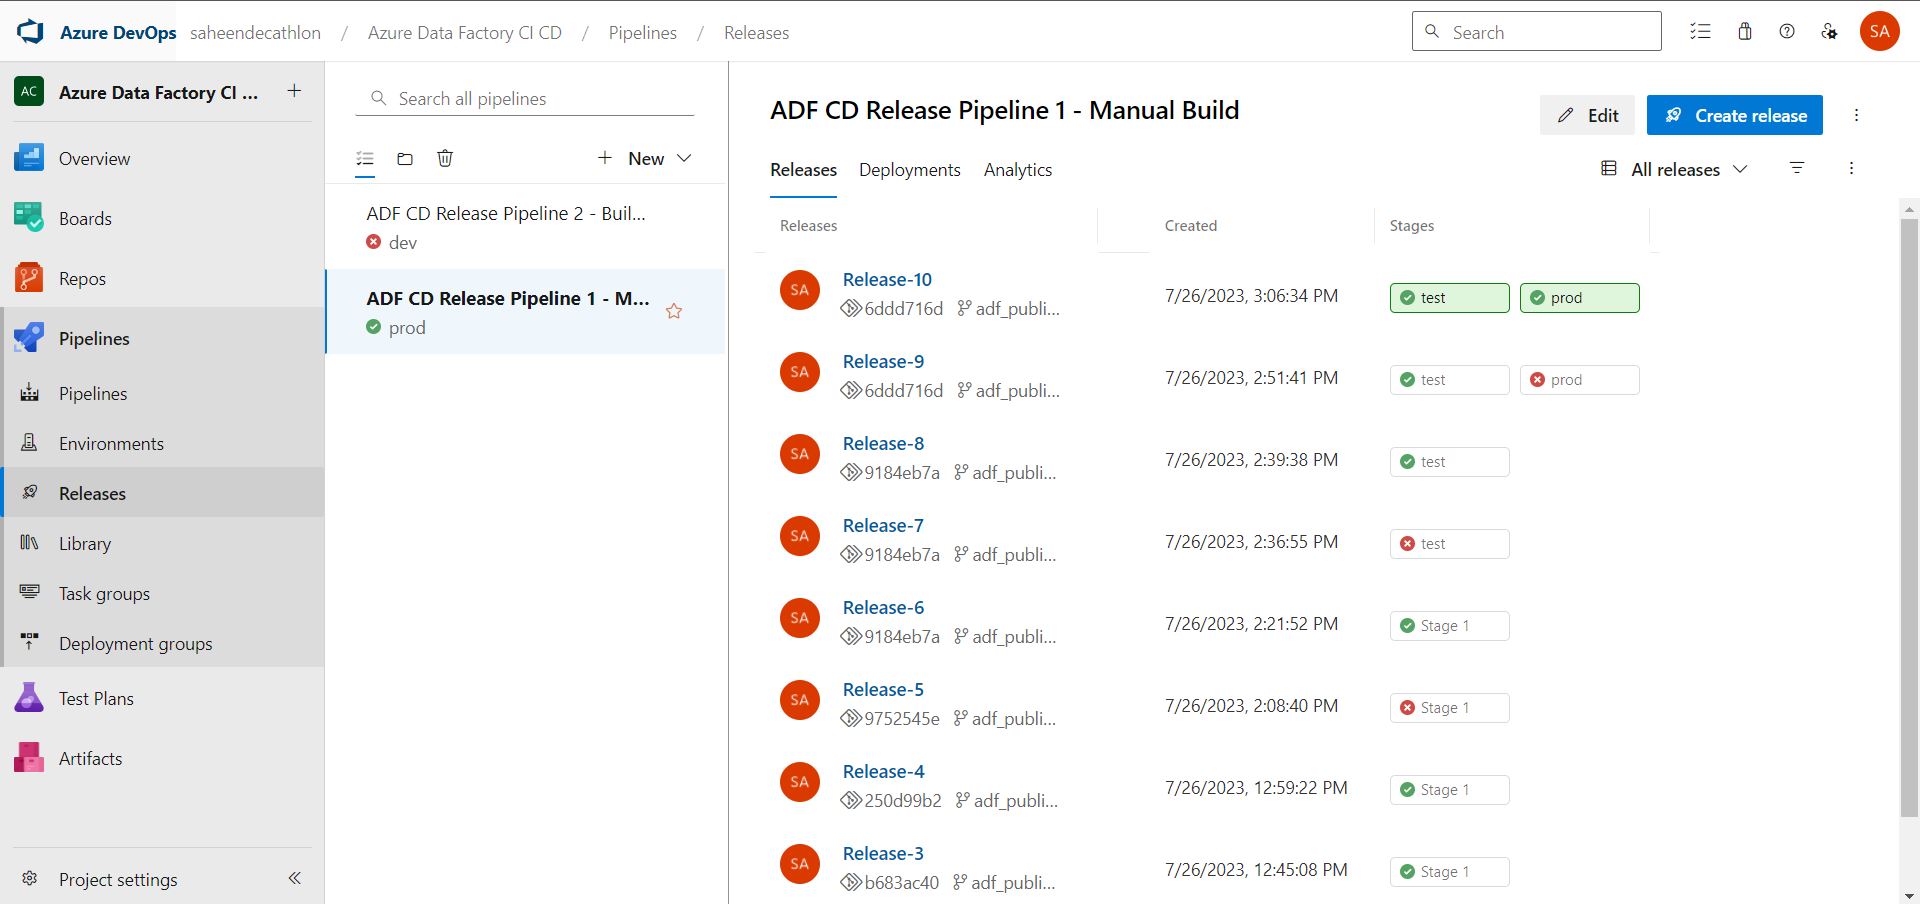 Azure DevOps saheendecathlon / Azure Data Factory CI CD / Pipelines / Releases Search SA
AC Azure Data Factory CI ... +
Overview
Boards
Repos
Pipelines
Pipelines
Environments
Releases
Library
Task groups
Deployment groups
Test Plans
Artifacts
Project settings
Search all pipelines
+ New
ADF CD Release Pipeline 2 - Buil...
dev
ADF CD Release Pipeline 1 - M...
prod
ADF CD Release Pipeline 1 - Manual Build
Edit Create release
Releases Deployments Analytics All releases
Releases Created Stages
SA Release-10 7/26/2023, 3:06:34 PM test prod
6ddd716d adf_publi...
SA Release-9 7/26/2023, 2:51:41 PM test prod
6ddd716d adf_publi...
SA Release-8 7/26/2023, 2:39:38 PM test
9184eb7a adf_publi...
SA Release-7 7/26/2023, 2:36:55 PM test
9184eb7a adf_publi...
SA Release-6 7/26/2023, 2:21:52 PM Stage 1
9184eb7a adf_publi...
SA Release-5 7/26/2023, 2:08:40 PM Stage 1
9752545e adf_publi...
SA Release-4 7/26/2023, 12:59:22 PM Stage 1
250d99b2 adf_publi...
SA Release-3 7/26/2023, 12:45:08 PM Stage 1
b683ac40 adf_publi...